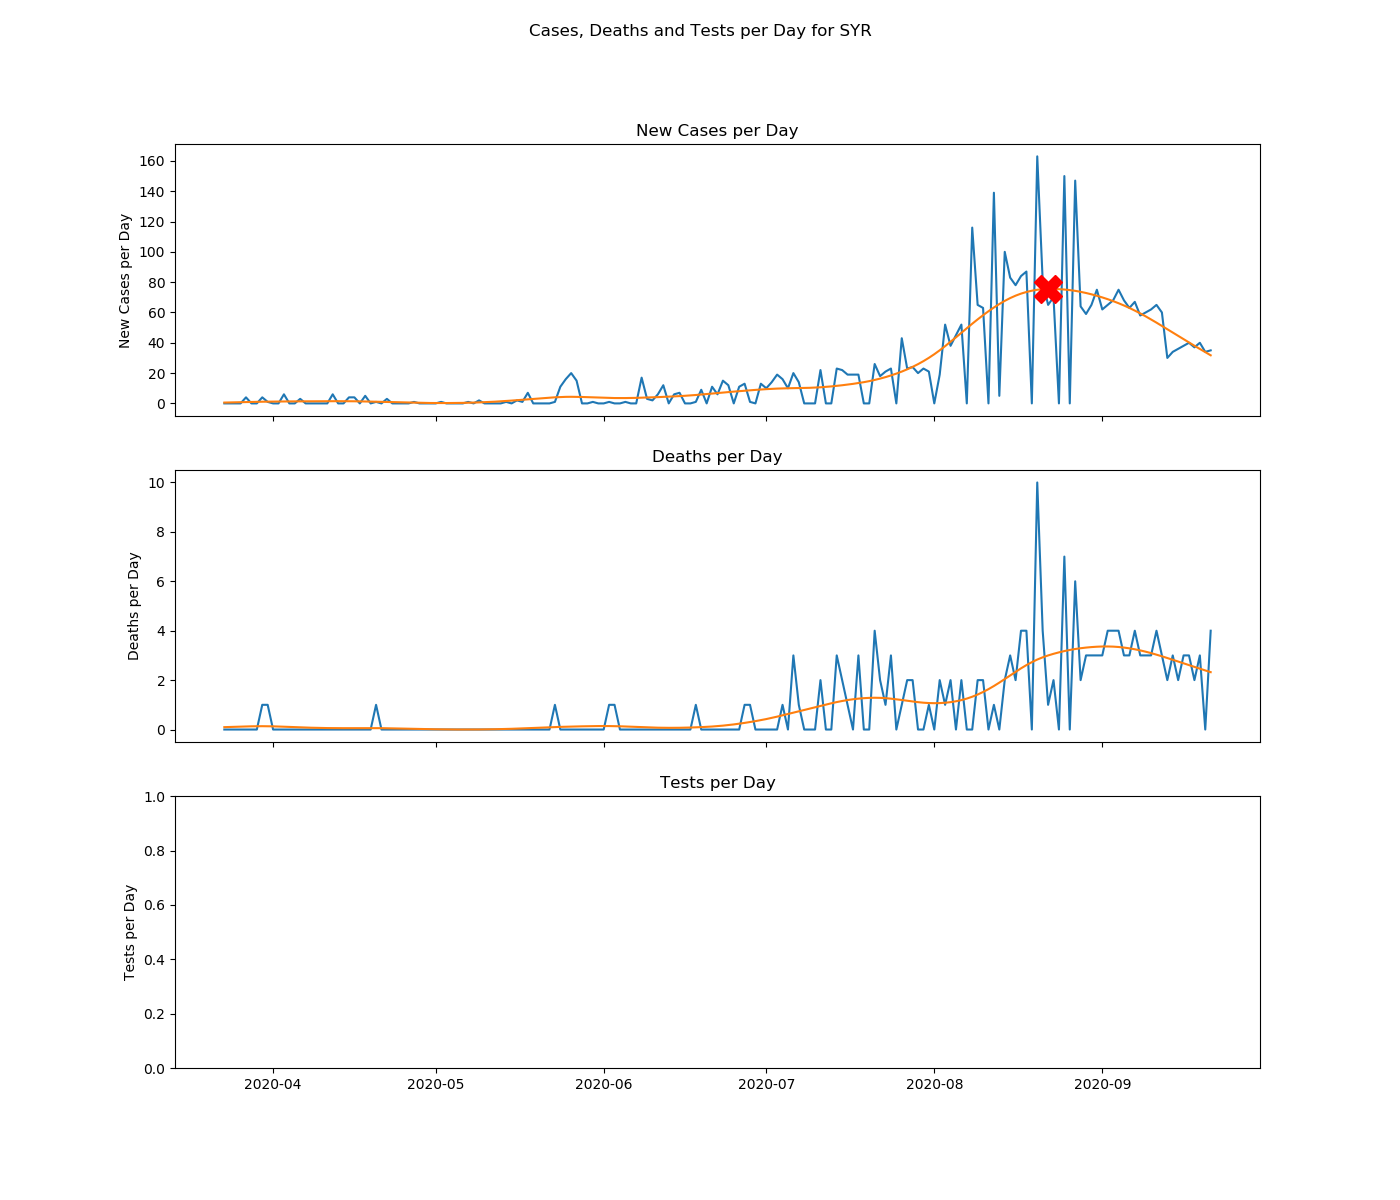 Cases, Deaths and Tests per Day for SYR
New Cases per Day
New Cases per Day
160
140
120
100
80
60
40
20
0
Deaths per Day
Deaths per Day
10
8
6
4
2
0
Tests per Day
Tests per Day
1.0
0.8
0.6
0.4
0.2
0.0
2020-04 2020-05 2020-06 2020-07 2020-08 2020-09